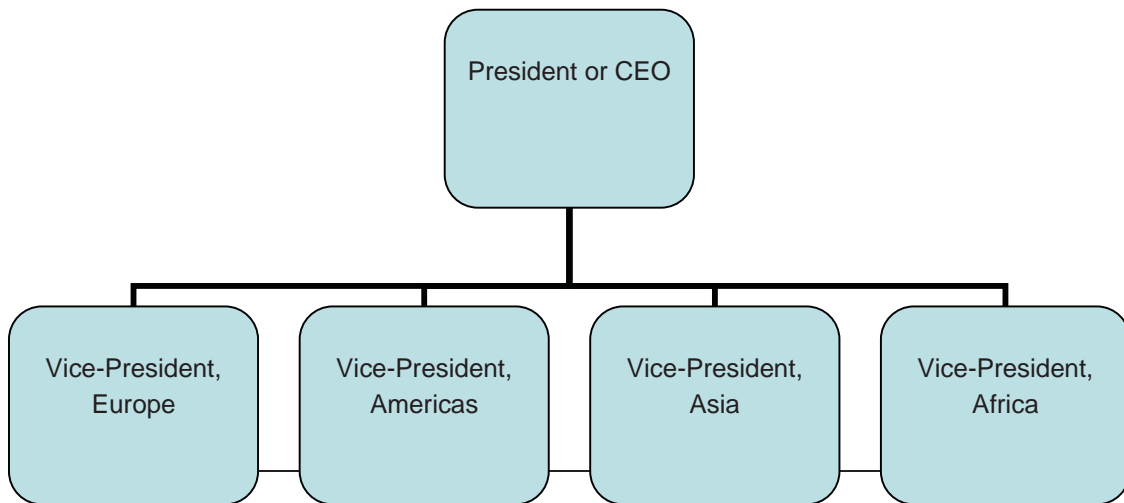 President or CEO
Vice-President,
Europe
Vice-President,
Americas
Vice-President,
Asia
Vice-President,
Africa